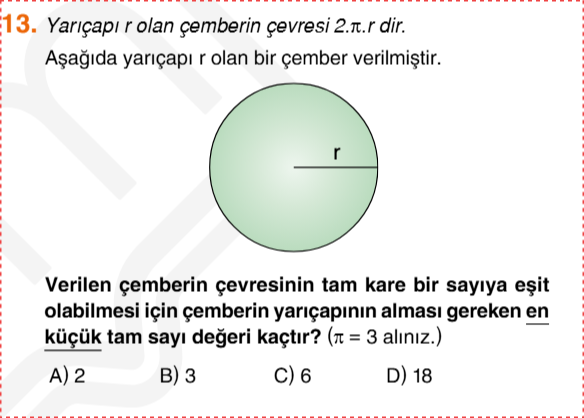 13. Yarıçapı r olan çemberin çevresi 2.π.r dir.
Aşağıda yarıçapı r olan bir çember verilmiştir.
r
Verilen çemberin çevresinin tam kare bir sayıya eşit
olabilmesi için çemberin yarıçapının alması gereken en
küçük tam sayı değeri kaçtır? (π = 3 alınız.)
A) 2 B) 3 C) 6 D) 18